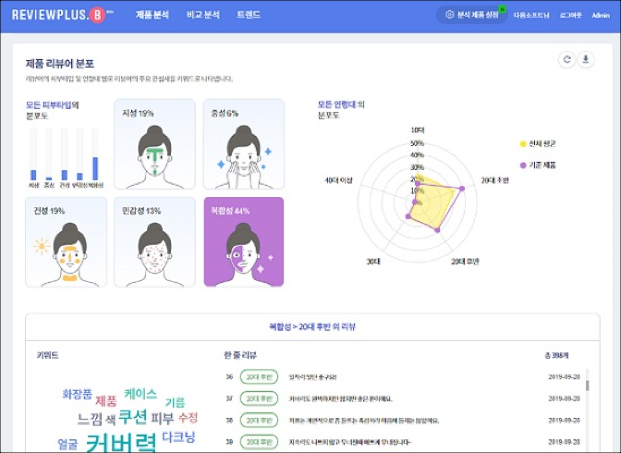 REVIEWPLUS.B 제품 분석 비교 분석 트렌드 분석 제품 설정 다음소프트님 로그아웃 Admin
제품 리뷰어 분포
리뷰어의 피부타입 및 연령대 별로 리뷰어의 주요 관심사를 키워드로 나타냅니다.
모든 피부타입의
분포도
지성 중성 건성 복합성
지성 19%
중성 6%
건성 19%
민감성 13%
복합성 44%
모든 연령대 의
분포도
10대
50%
40%
30%
20%
10%
0%
20대 초반
20대 후반
30대
40대 이상
전체 평균
기준 제품
복합성 > 20대 후반 의 리뷰
키워드
화장품 케이스
제품 기름
느낌 색 쿠션 피부 수정
얼굴 커버력 다크닝
한 줄 리뷰
총 398개
36 20대 후반 2019-09-28
37 20대 후반 2019-09-28
38 20대 후반 2019-09-28
39 20대 후반 2019-09-28